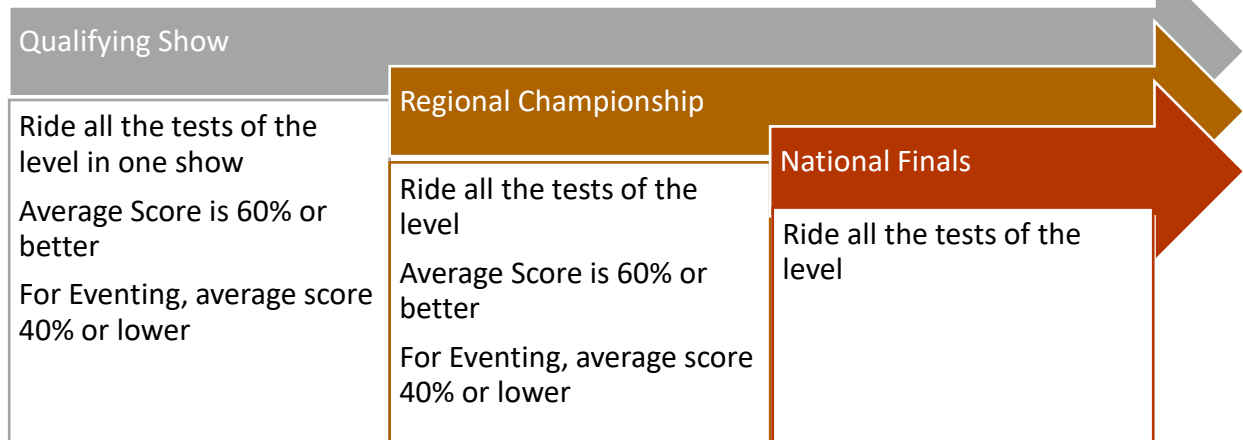 Qualifying Show
Ride all the tests of the
level in one show
Average Score is 60% or
better
For Eventing, average score
40% or lower
Regional Championship
Ride all the tests of the
level
Average Score is 60% or
better
For Eventing, average score
40% or lower
National Finals
Ride all the tests of the
level